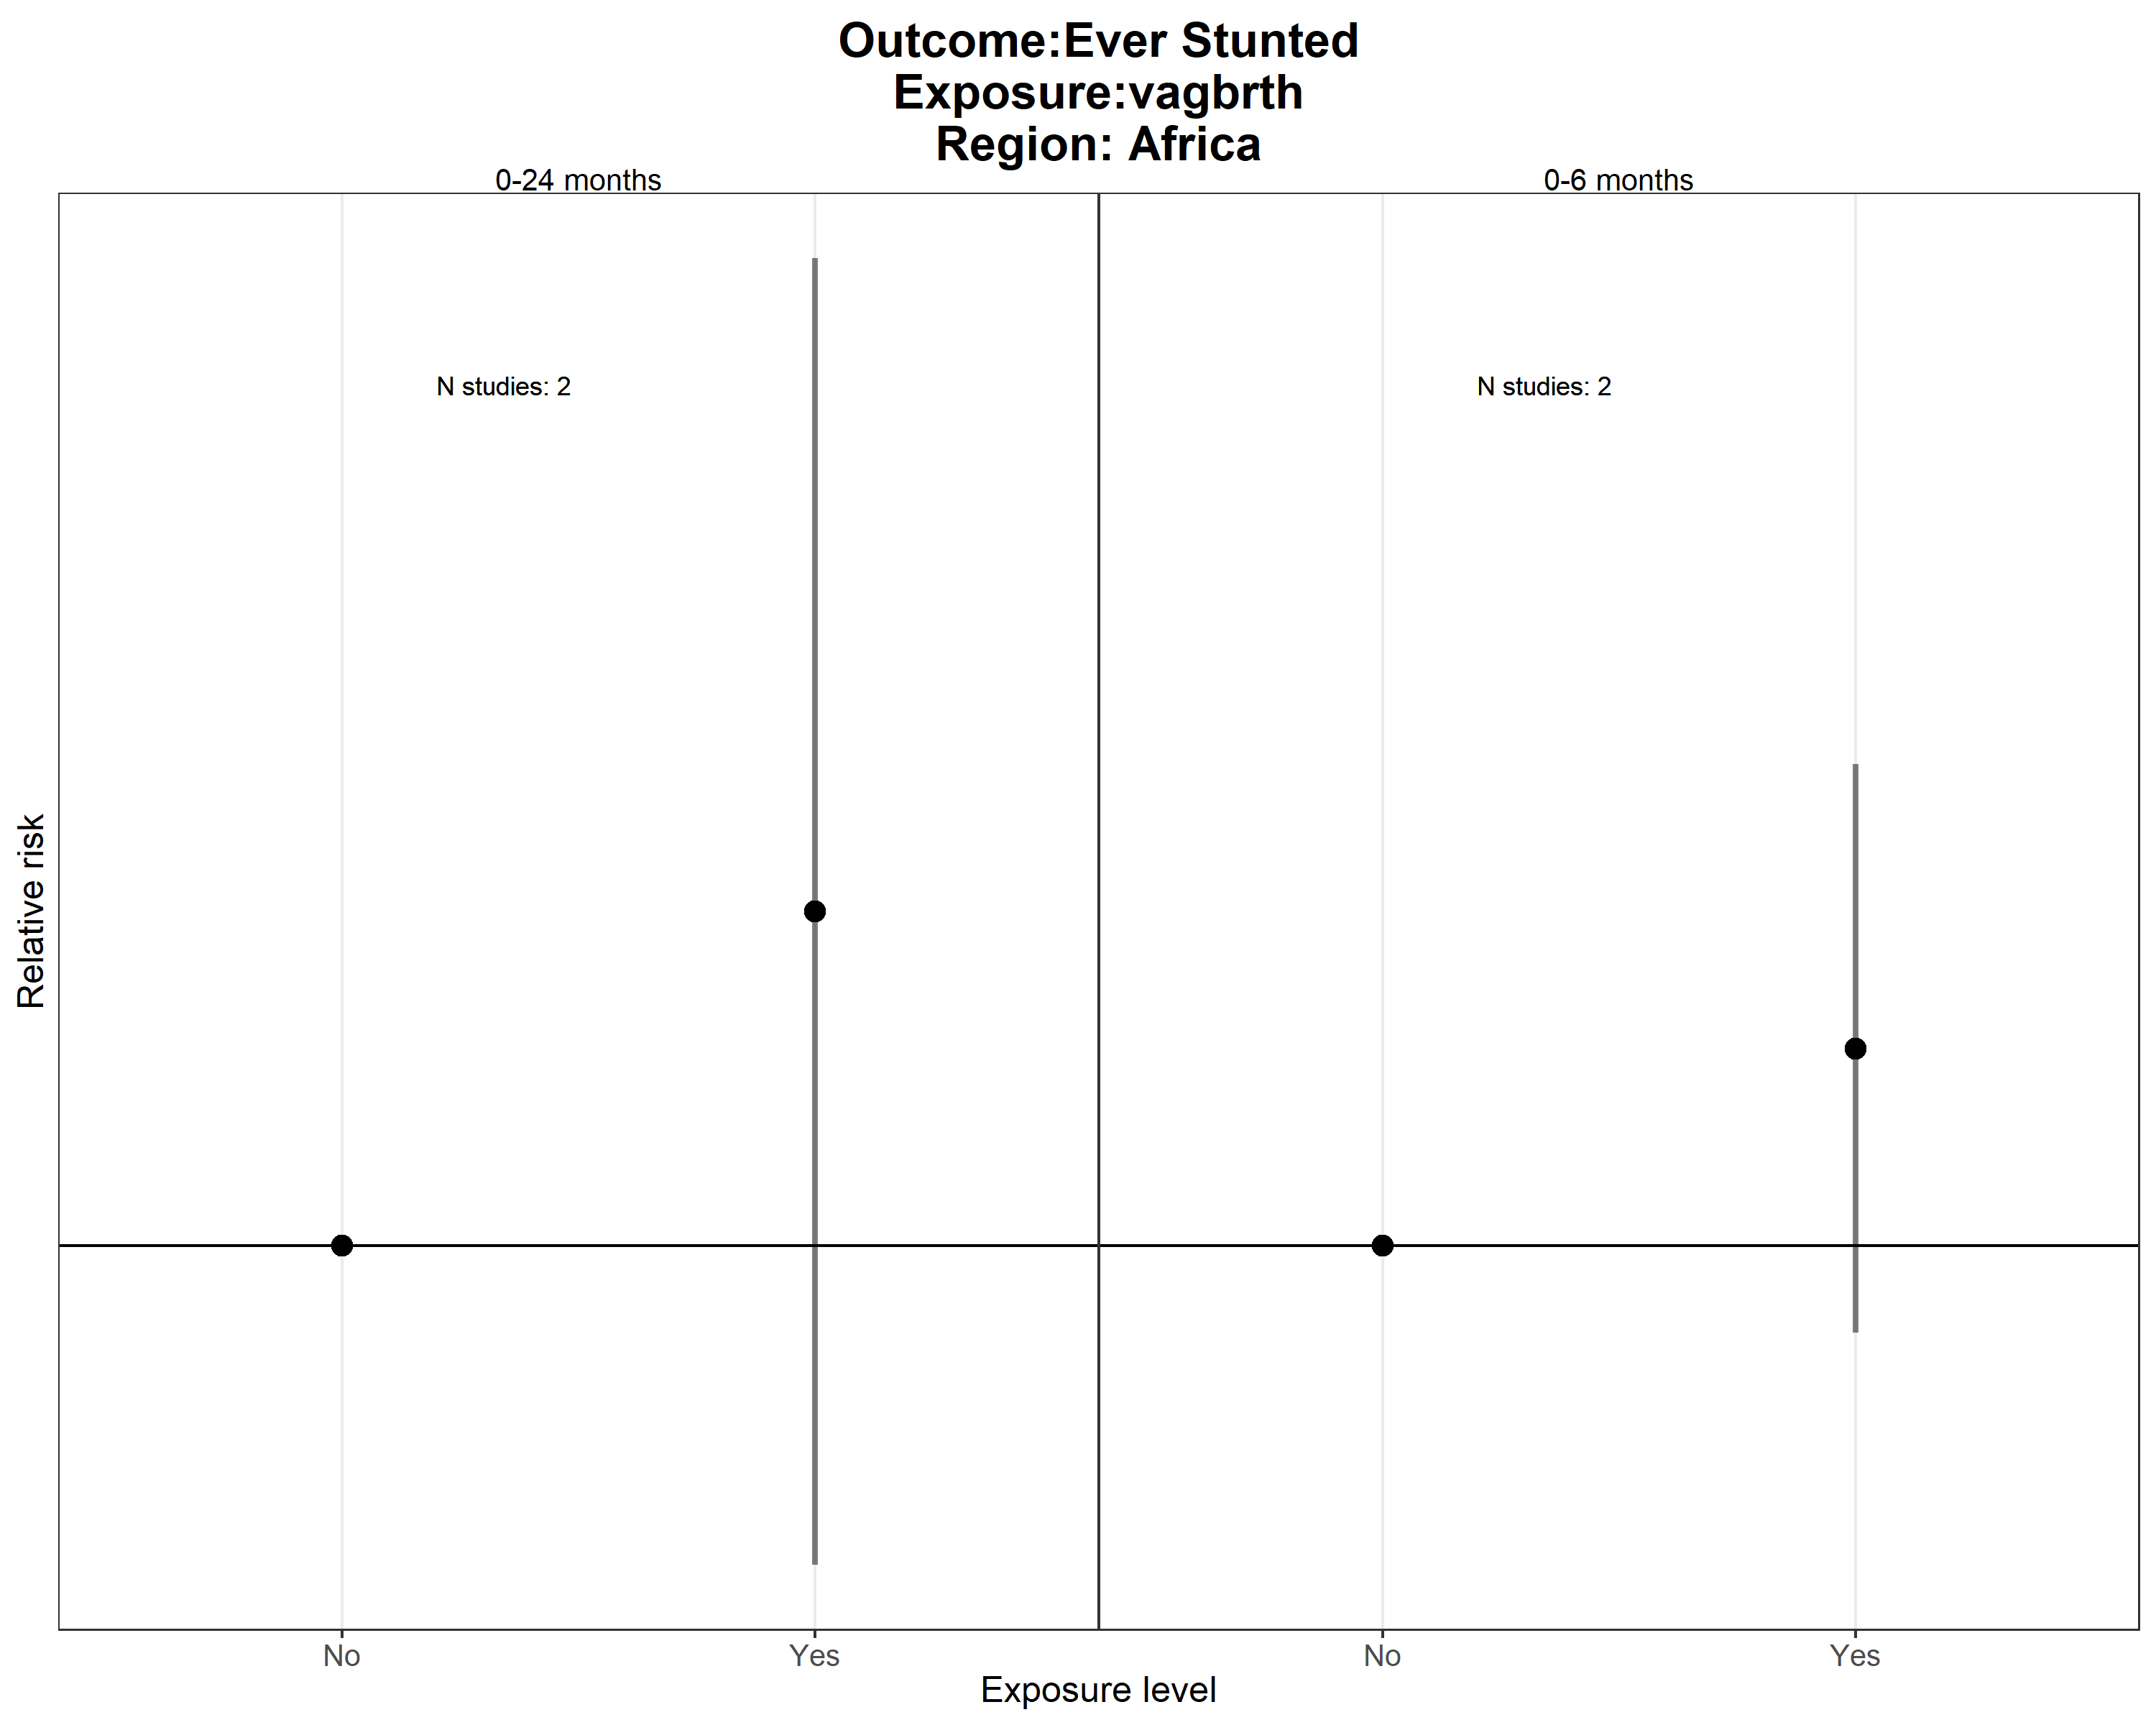 Outcome:Ever Stunted
Exposure:vagbrth
Region: Africa
0-24 months
0-6 months
N studies: 2
N studies: 2
Relative risk
No
Yes
No
Yes
Exposure level